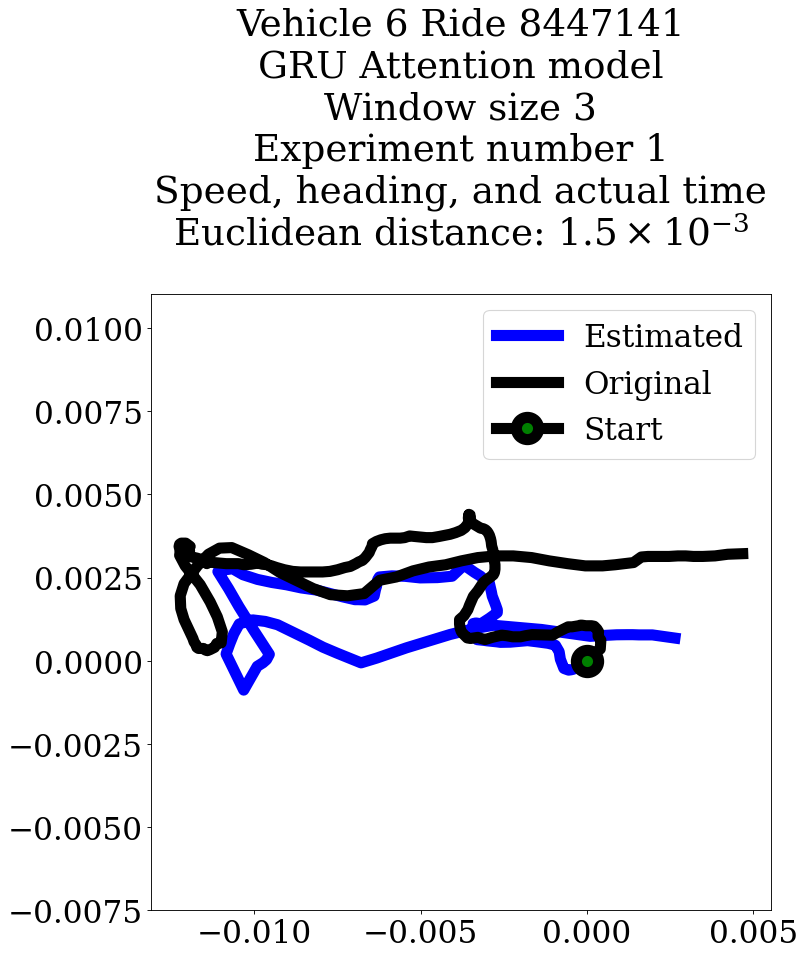 Vehicle 6 Ride 8447141
GRU Attention model
Window size 3
Experiment number 1
Speed, heading, and actual time
Euclidean distance: 1.5 × 10⁻³
Estimated
Original
Start
0.0100
0.0075
0.0050
0.0025
0.0000
−0.0025
−0.0050
−0.0075
−0.010
−0.005
0.000
0.005